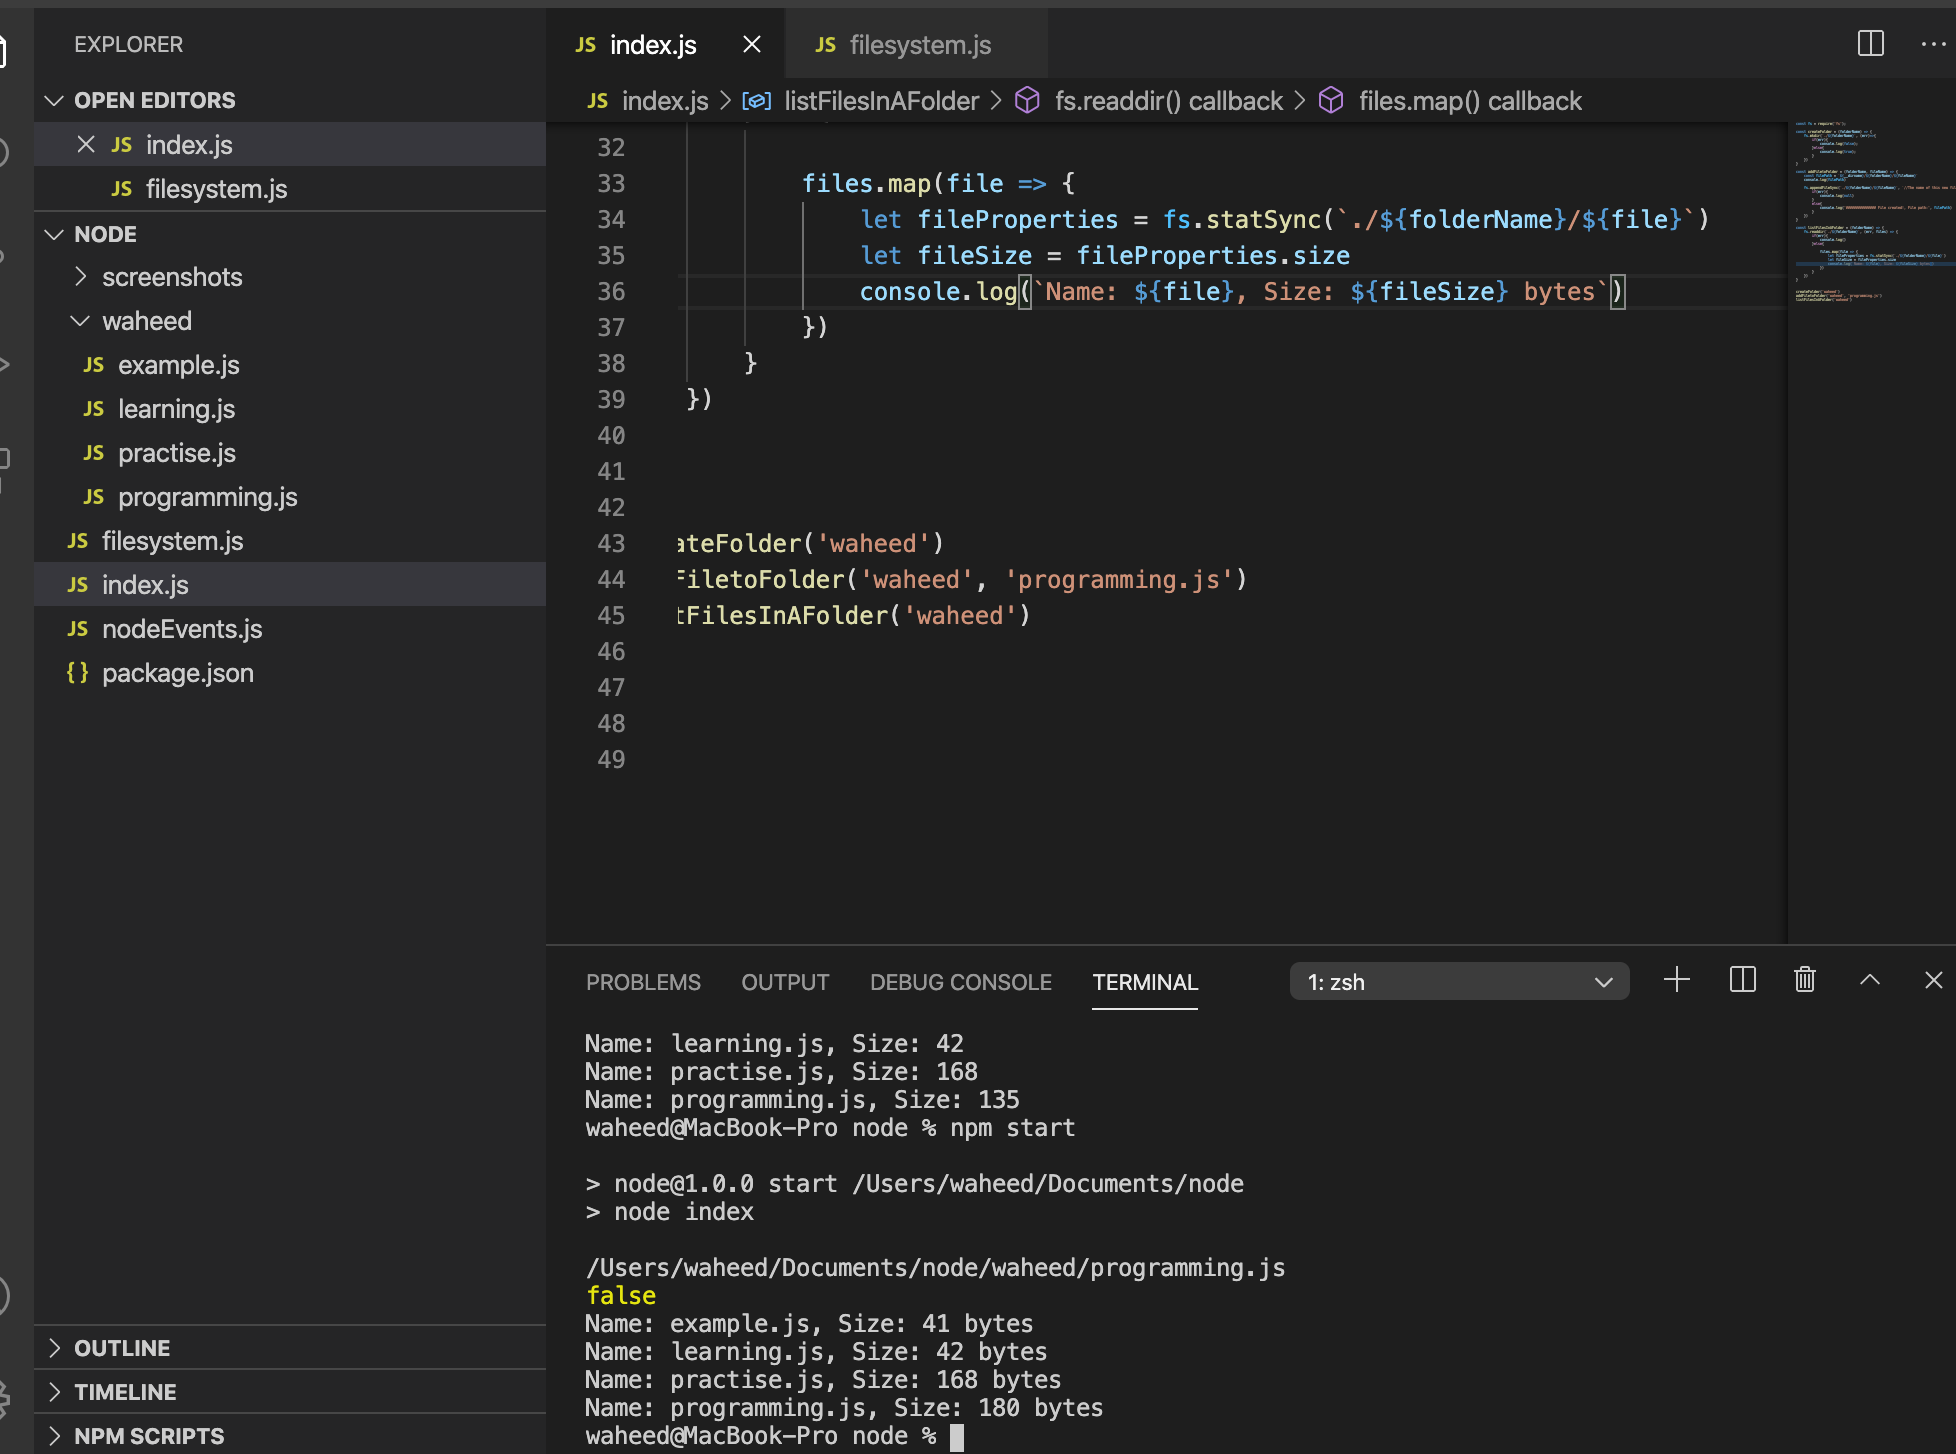 EXPLORER
OPEN EDITORS
JS index.js
JS filesystem.js
NODE
screenshots
waheed
JS example.js
JS learning.js
JS practise.js
JS programming.js
JS filesystem.js
JS index.js
JS nodeEvents.js
{} package.json
OUTLINE
TIMELINE
NPM SCRIPTS
JS index.js
JS filesystem.js
JS index.js > listFilesInAFolder > fs.readdir() callback > files.map() callback
32
33 files.map(file => {
34 let fileProperties = fs.statSync(`./${folderName}/${file}`)
35 let fileSize = fileProperties.size
36 console.log(`Name: ${file}, Size: ${fileSize} bytes`)
37 })
38 }
39 })
40
41
42
43 ateFolder('waheed')
44 FiletoFolder('waheed', 'programming.js')
45 tFilesInAFolder('waheed')
46
47
48
49
PROBLEMS OUTPUT DEBUG CONSOLE TERMINAL 1: zsh
Name: learning.js, Size: 42
Name: practise.js, Size: 168
Name: programming.js, Size: 135
waheed@MacBook-Pro node % npm start
> node@1.0.0 start /Users/waheed/Documents/node
> node index
/Users/waheed/Documents/node/waheed/programming.js
false
Name: example.js, Size: 41 bytes
Name: learning.js, Size: 42 bytes
Name: practise.js, Size: 168 bytes
Name: programming.js, Size: 180 bytes
waheed@MacBook-Pro node %